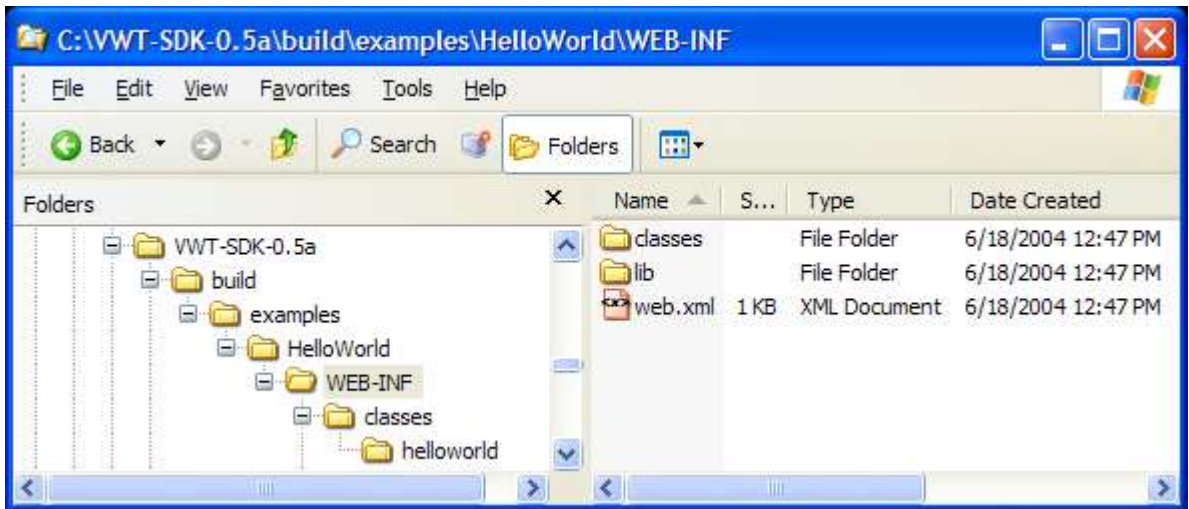 C:\VWT-SDK-0.5a\build\examples\HelloWorld\WEB-INF
File Edit View Favorites Tools Help
Back Search Folders
Folders Name S... Type Date Created
VWT-SDK-0.5a classes File Folder 6/18/2004 12:47 PM
build lib File Folder 6/18/2004 12:47 PM
examples web.xml 1 KB XML Document 6/18/2004 12:47 PM
HelloWorld
WEB-INF
classes
helloworld